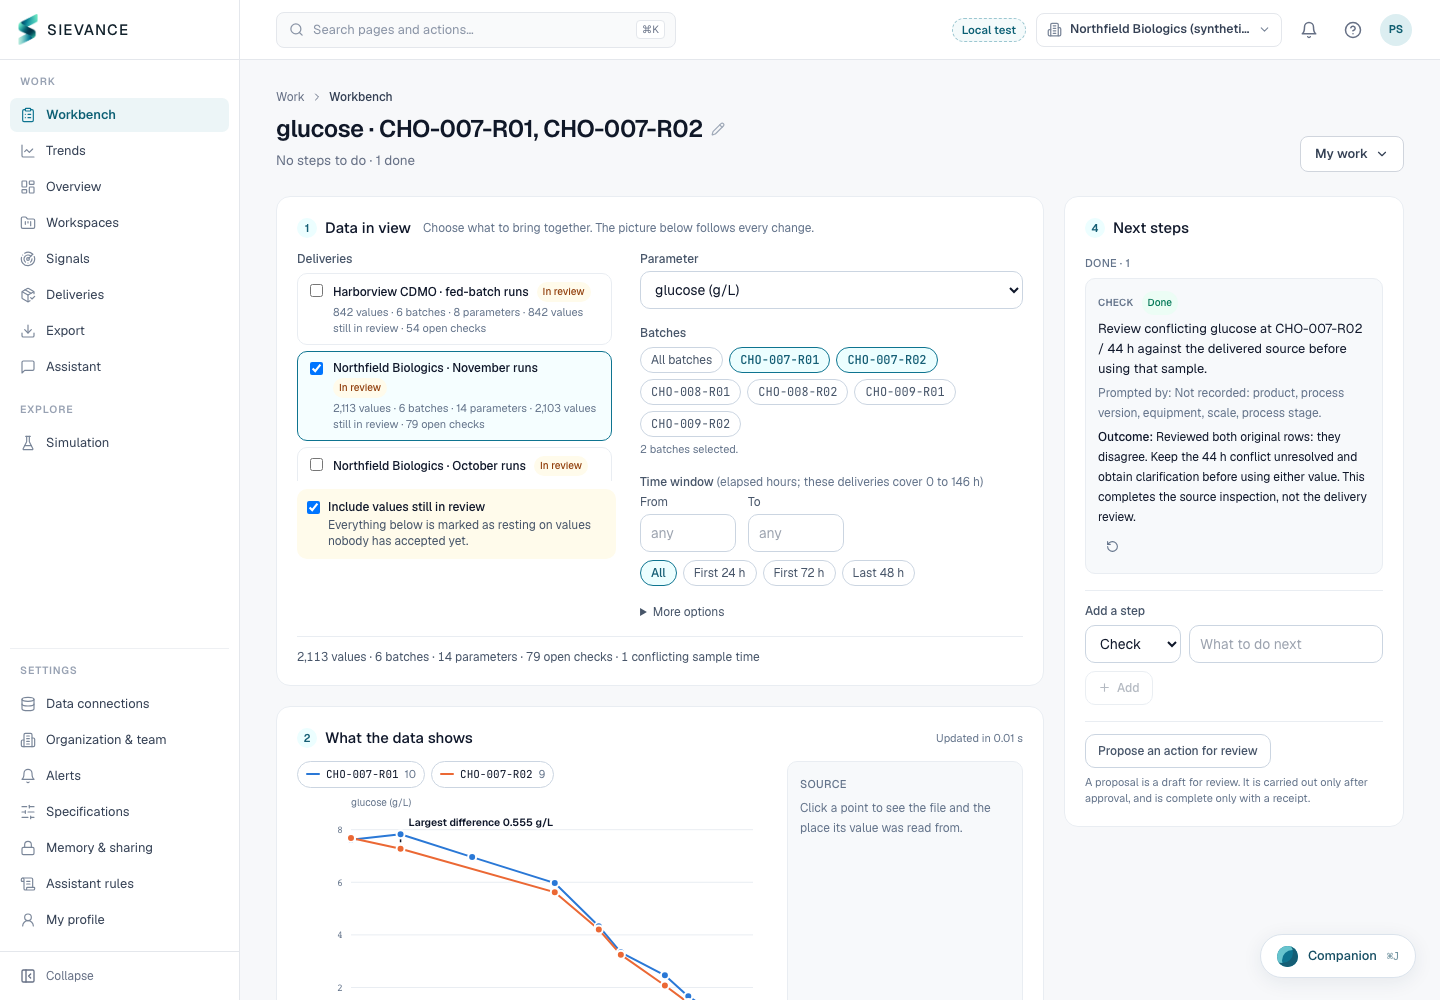 SIEVANCE
Search pages and actions...
⌘K
Local test
Northfield Biologics (syntheti...
PS
WORK
Workbench
Trends
Overview
Workspaces
Signals
Deliveries
Export
Assistant
EXPLORE
Simulation
SETTINGS
Data connections
Organization & team
Alerts
Specifications
Memory & sharing
Assistant rules
My profile
Collapse
Work > Workbench
glucose · CHO-007-R01, CHO-007-R02
No steps to do · 1 done
My work
1 Data in view Choose what to bring together. The picture below follows every change.
Deliveries
Harborview CDMO · fed-batch runs In review
842 values · 6 batches · 8 parameters · 842 values
still in review · 54 open checks
Northfield Biologics · November runs
In review
2,113 values · 6 batches · 14 parameters · 2,103 values
still in review · 79 open checks
Northfield Biologics · October runs In review
Include values still in review
Everything below is marked as resting on values
nobody has accepted yet.
Parameter
glucose (g/L)
Batches
All batches CHO-007-R01 CHO-007-R02
CHO-008-R01 CHO-008-R02 CHO-009-R01
CHO-009-R02
2 batches selected.
Time window (elapsed hours; these deliveries cover 0 to 146 h)
From To
any any
All First 24 h First 72 h Last 48 h
More options
2,113 values · 6 batches · 14 parameters · 79 open checks · 1 conflicting sample time
2 What the data shows
Updated in 0.01 s
CHO-007-R01 10 CHO-007-R02 9
glucose (g/L)
Largest difference 0.555 g/L
8
6
4
2
SOURCE
Click a point to see the file and the
place its value was read from.
4 Next steps
DONE · 1
CHECK Done
Review conflicting glucose at CHO-007-R02
/ 44 h against the delivered source before
using that sample.
Prompted by: Not recorded: product, process
version, equipment, scale, process stage.
Outcome: Reviewed both original rows: they
disagree. Keep the 44 h conflict unresolved and
obtain clarification before using either value. This
completes the source inspection, not the delivery
review.
Add a step
Check What to do next
+ Add
Propose an action for review
A proposal is a draft for review. It is carried out only after
approval, and is complete only with a receipt.
Companion ⌘J